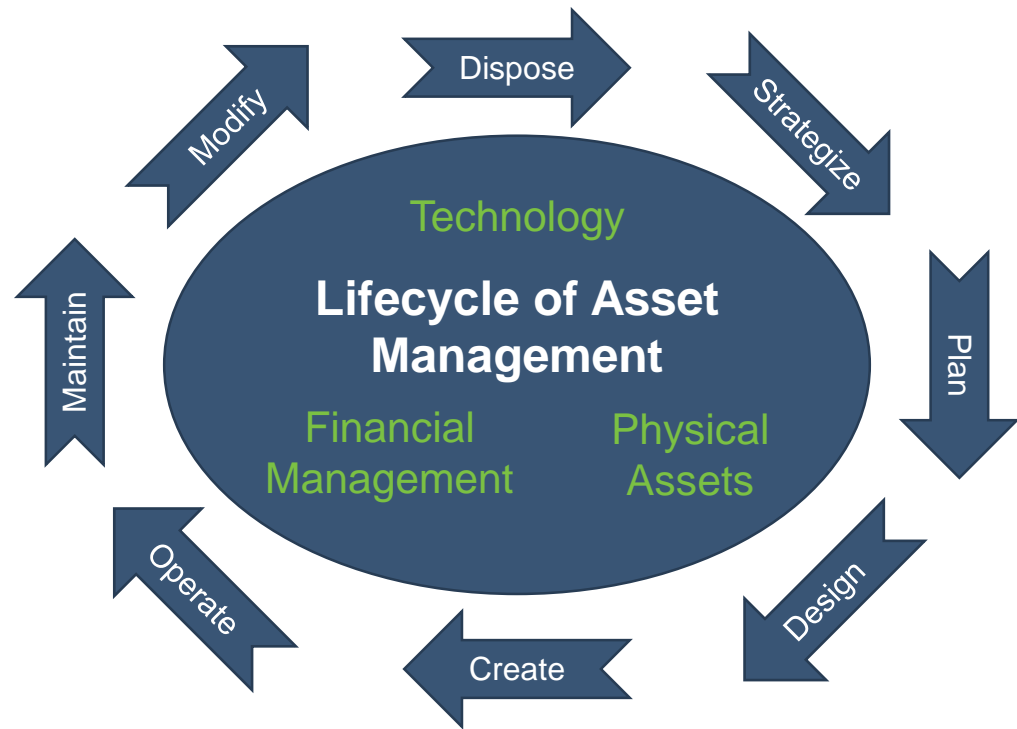 Dispose
Strategize
Plan
Design
Create
Operate
Maintain
Modify
Technology
Lifecycle of Asset
Management
Financial
Management
Physical
Assets